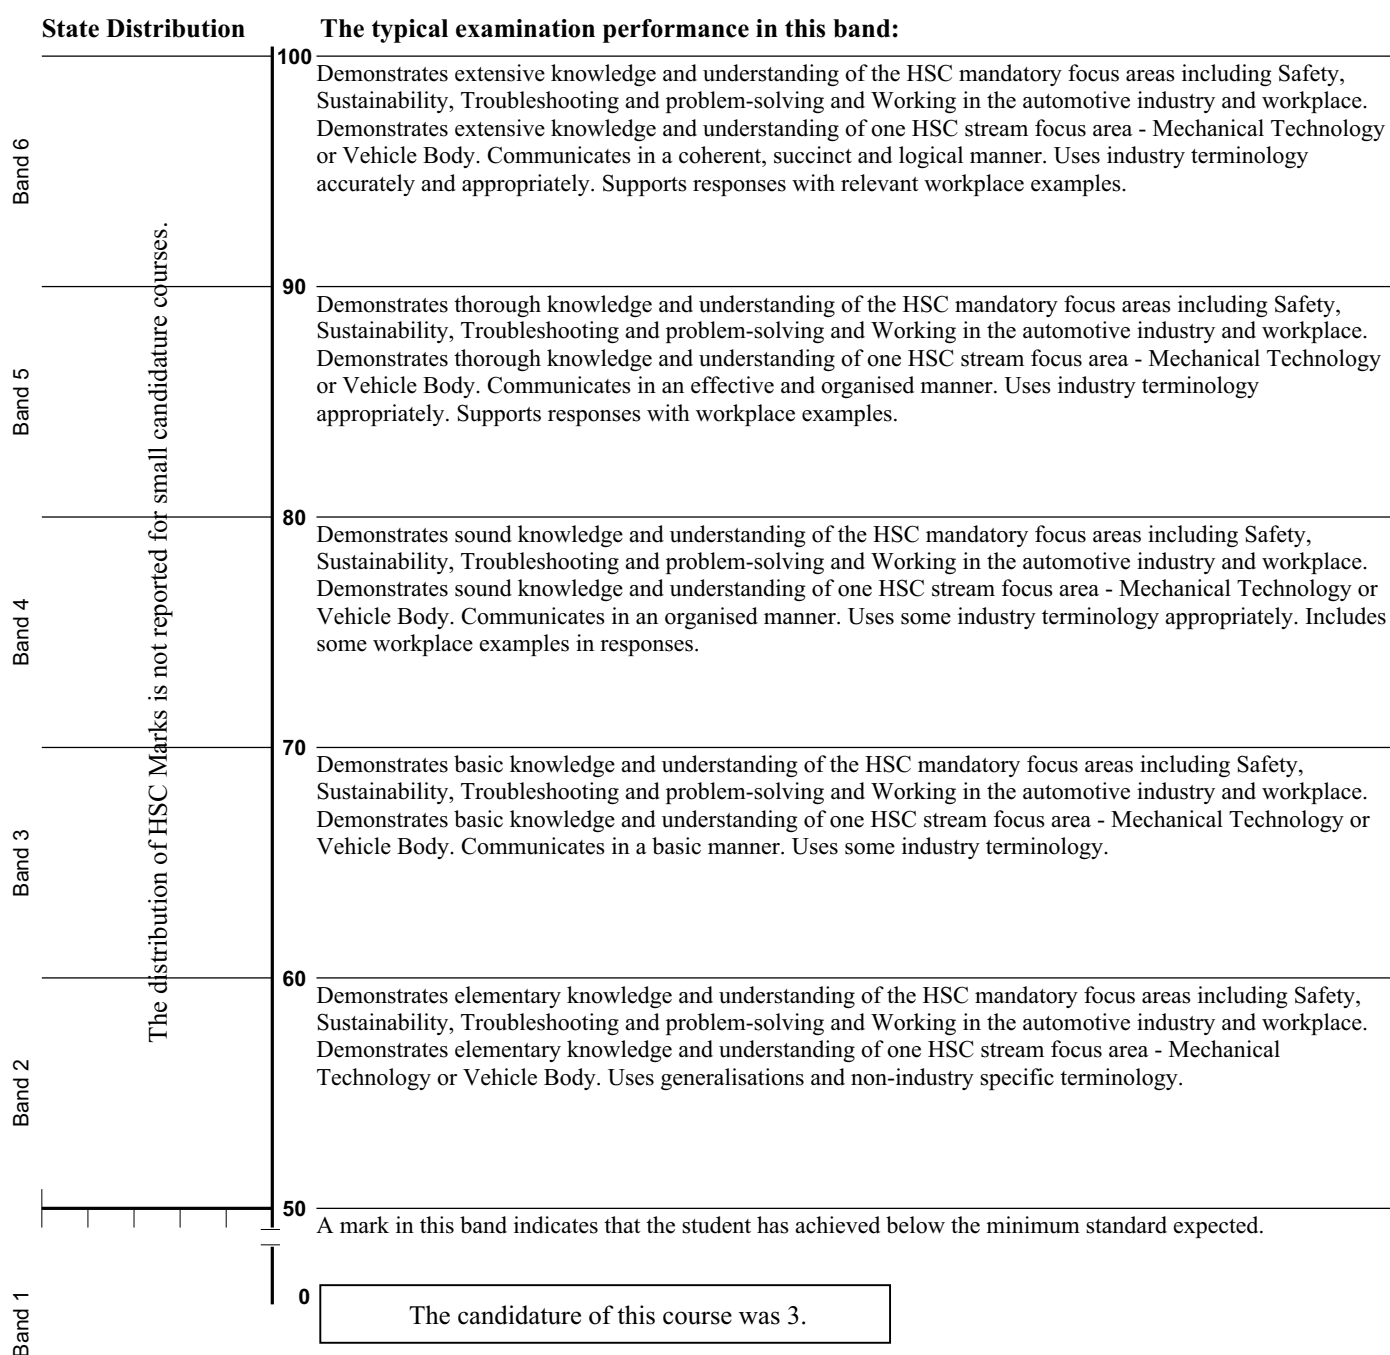 State Distribution
The typical examination performance in this band:
100
Demonstrates extensive knowledge and understanding of the HSC mandatory focus areas including Safety,
Sustainability, Troubleshooting and problem-solving and Working in the automotive industry and workplace.
Demonstrates extensive knowledge and understanding of one HSC stream focus area - Mechanical Technology
or Vehicle Body. Communicates in a coherent, succinct and logical manner. Uses industry terminology
accurately and appropriately. Supports responses with relevant workplace examples.
Band 6
90
Demonstrates thorough knowledge and understanding of the HSC mandatory focus areas including Safety,
Sustainability, Troubleshooting and problem-solving and Working in the automotive industry and workplace.
Demonstrates thorough knowledge and understanding of one HSC stream focus area - Mechanical Technology
or Vehicle Body. Communicates in an effective and organised manner. Uses industry terminology
appropriately. Supports responses with workplace examples.
Band 5
The distribution of HSC Marks is not reported for small candidature courses.
80
Demonstrates sound knowledge and understanding of the HSC mandatory focus areas including Safety,
Sustainability, Troubleshooting and problem-solving and Working in the automotive industry and workplace.
Demonstrates sound knowledge and understanding of one HSC stream focus area - Mechanical Technology or
Vehicle Body. Communicates in an organised manner. Uses some industry terminology appropriately. Includes
some workplace examples in responses.
Band 4
70
Demonstrates basic knowledge and understanding of the HSC mandatory focus areas including Safety,
Sustainability, Troubleshooting and problem-solving and Working in the automotive industry and workplace.
Demonstrates basic knowledge and understanding of one HSC stream focus area - Mechanical Technology or
Vehicle Body. Communicates in a basic manner. Uses some industry terminology.
Band 3
60
Demonstrates elementary knowledge and understanding of the HSC mandatory focus areas including Safety,
Sustainability, Troubleshooting and problem-solving and Working in the automotive industry and workplace.
Demonstrates elementary knowledge and understanding of one HSC stream focus area - Mechanical
Technology or Vehicle Body. Uses generalisations and non-industry specific terminology.
Band 2
50
A mark in this band indicates that the student has achieved below the minimum standard expected.
0
Band 1
The candidature of this course was 3.